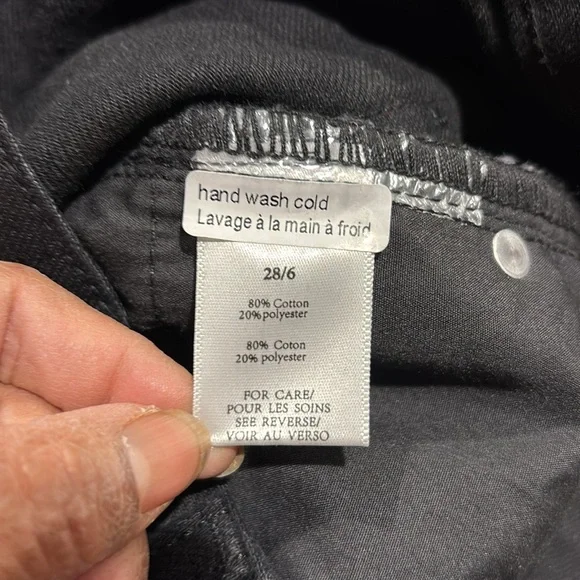 hand wash cold
Lavage à la main à froid
28/6
80% Cotton
20% polyester
80% Coton
20% polyester
FOR CARE/
POUR LES SOINS
SEE REVERSE/
VOIR AU VERSO